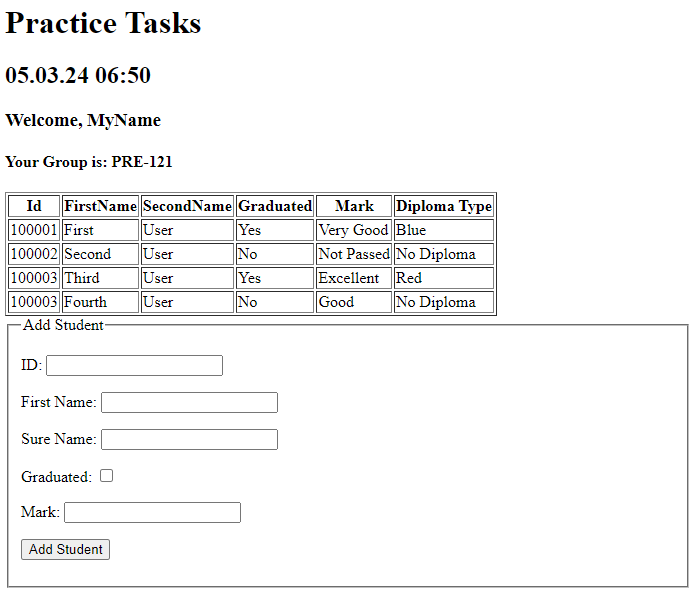 Practice Tasks
05.03.24 06:50
Welcome, MyName
Your Group is: PRE-121
Id FirstName SecondName Graduated Mark Diploma Type
100001 First User Yes Very Good Blue
100002 Second User No Not Passed No Diploma
100003 Third User Yes Excellent Red
100003 Fourth User No Good No Diploma
Add Student
ID:
First Name:
Sure Name:
Graduated:
Mark:
Add Student